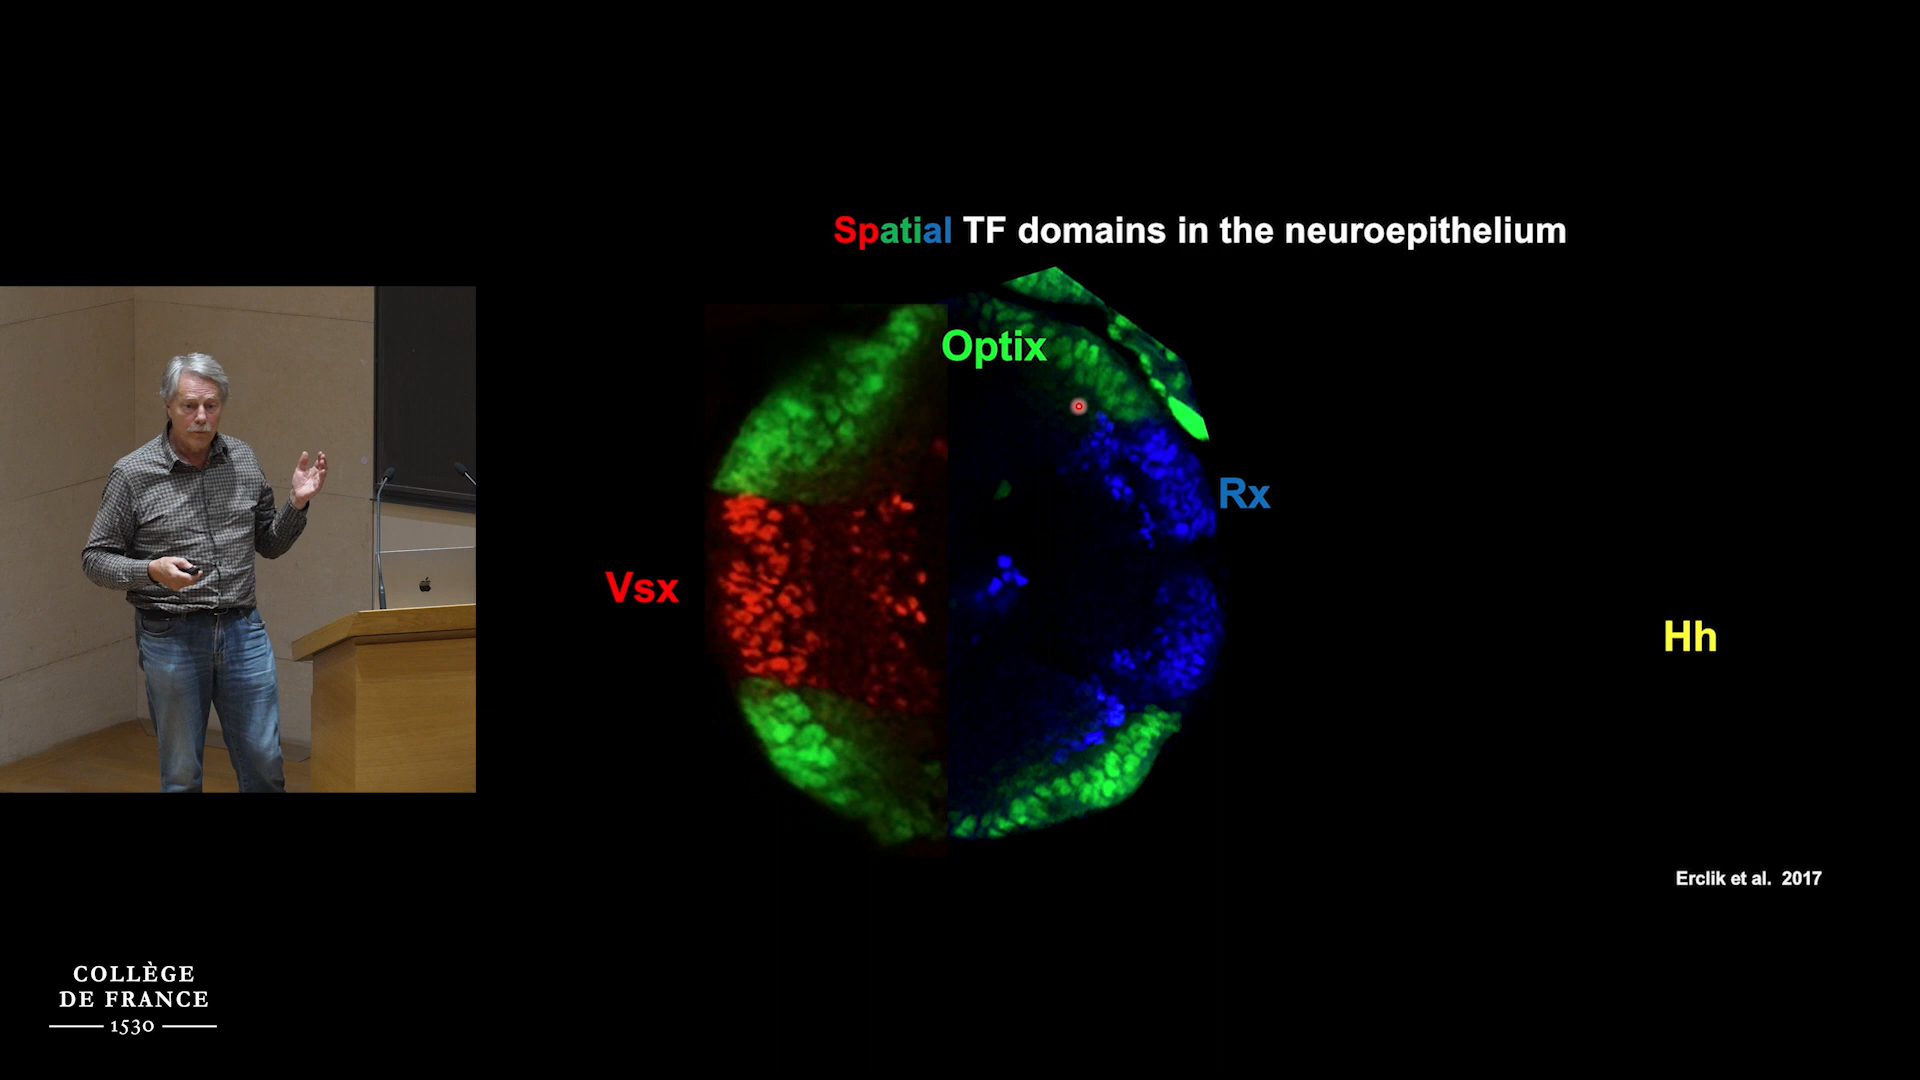 Spatial TF domains in the neuroepithelium
Optix
Rx
Vsx
Hh
Erclik et al. 2017
COLLÈGE
DE FRANCE
1530